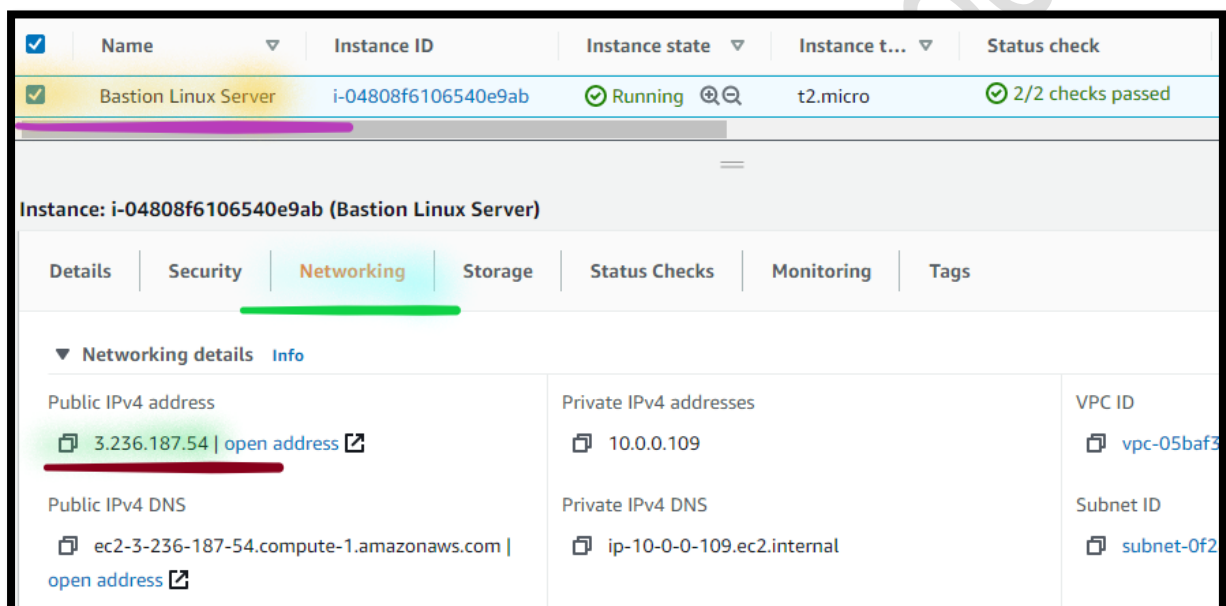 Name Instance ID Instance state Instance t... Status check
Bastion Linux Server i-04808f6106540e9ab Running t2.micro 2/2 checks passed
Instance: i-04808f6106540e9ab (Bastion Linux Server)
Details Security Networking Storage Status Checks Monitoring Tags
Networking details Info
Public IPv4 address Private IPv4 addresses VPC ID
3.236.187.54 | open address 10.0.0.109 vpc-05baf3
Public IPv4 DNS Private IPv4 DNS Subnet ID
ec2-3-236-187-54.compute-1.amazonaws.com | ip-10-0-0-109.ec2.internal subnet-0f2
open address